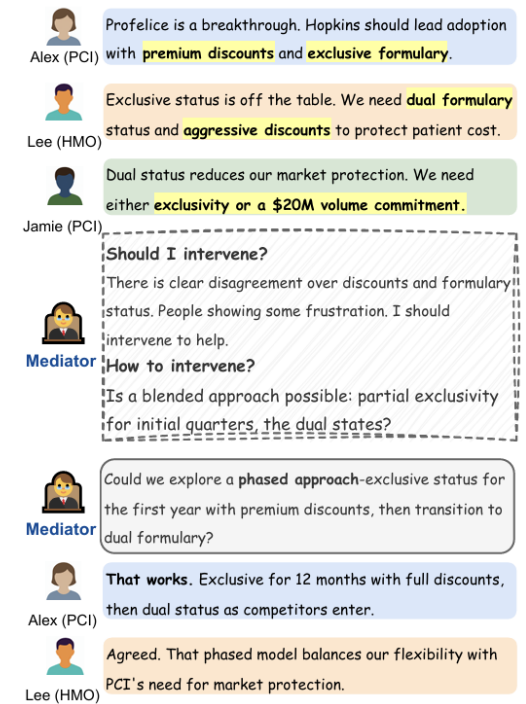 Profelice is a breakthrough. Hopkins should lead adoption
with premium discounts and exclusive formulary.
Alex (PCI)
Exclusive status is off the table. We need dual formulary
status and aggressive discounts to protect patient cost.
Lee (HMO)
Dual status reduces our market protection. We need
either exclusivity or a $20M volume commitment.
Jamie (PCI)
Should I intervene?
There is clear disagreement over discounts and formulary
status. People showing some frustration. I should
intervene to help.
How to intervene?
Is a blended approach possible: partial exclusivity
for initial quarters, the dual states?
Mediator
Could we explore a phased approach-exclusive status for
the first year with premium discounts, then transition to
dual formulary?
Mediator
That works. Exclusive for 12 months with full discounts,
then dual status as competitors enter.
Alex (PCI)
Agreed. That phased model balances our flexibility with
PCI's need for market protection.
Lee (HMO)